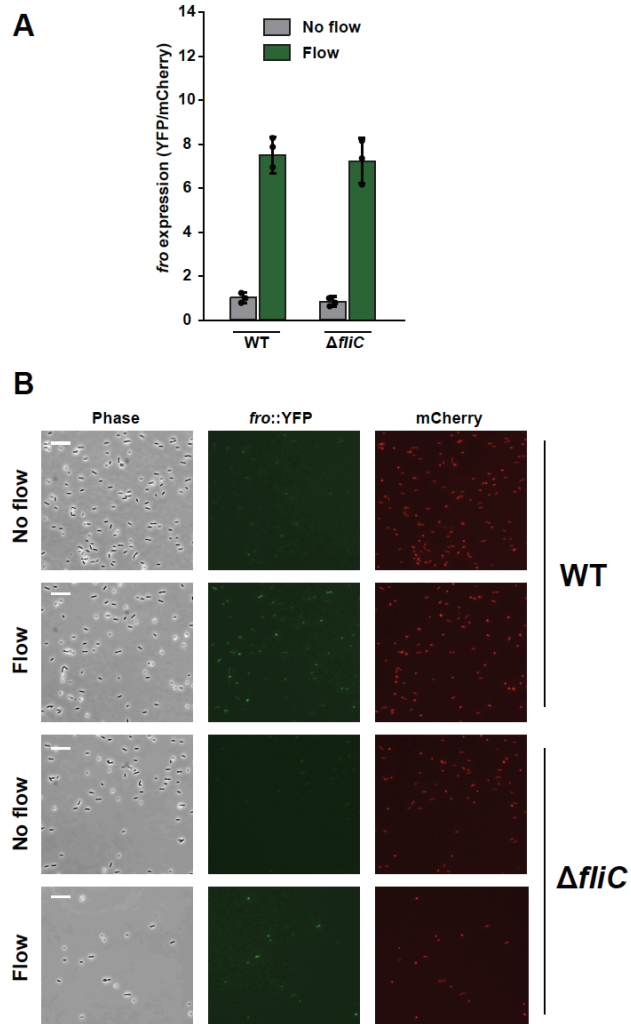 A
fro expression (YFP/mCherry)
14
12
10
8
6
4
2
0
No flow
Flow
WT
ΔfliC
B
Phase
fro::YFP
mCherry
No flow
Flow
WT
No flow
Flow
ΔfliC